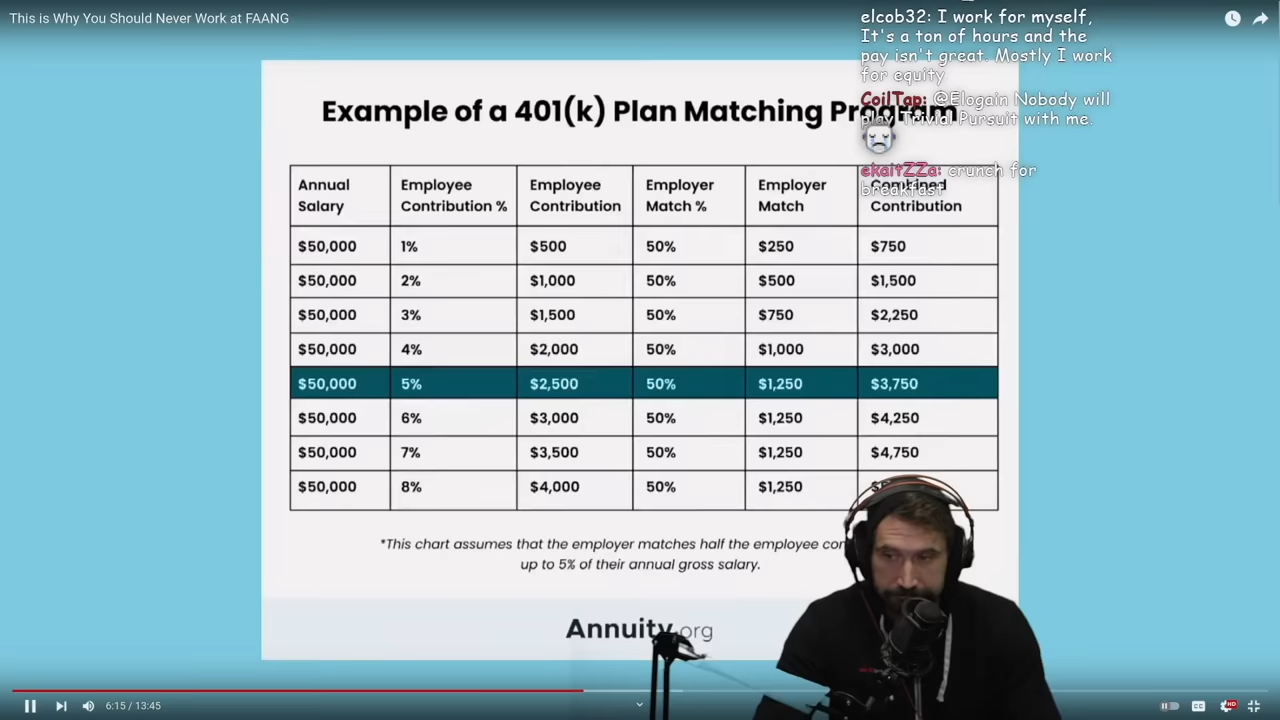 This is Why You Should Never Work at FAANG
elcob32: I work for myself,
It's a ton of hours and the
pay isn't great. Mostly I work
for equity
CoilTap: @Elogain Nobody will
play Trivial Pursuit with me.
ekaitZZa: crunch for
breakfast
Example of a 401(k) Plan Matching Program
Annual Salary Employee Contribution % Employee Contribution Employer Match % Employer Match Combined Contribution
$50,000 1% $500 50% $250 $750
$50,000 2% $1,000 50% $500 $1,500
$50,000 3% $1,500 50% $750 $2,250
$50,000 4% $2,000 50% $1,000 $3,000
$50,000 5% $2,500 50% $1,250 $3,750
$50,000 6% $3,000 50% $1,250 $4,250
$50,000 7% $3,500 50% $1,250 $4,750
$50,000 8% $4,000 50% $1,250
*This chart assumes that the employer matches half the employee
up to 5% of their annual gross salary.
Annuity.org
6:15 / 13:45
CC
HD